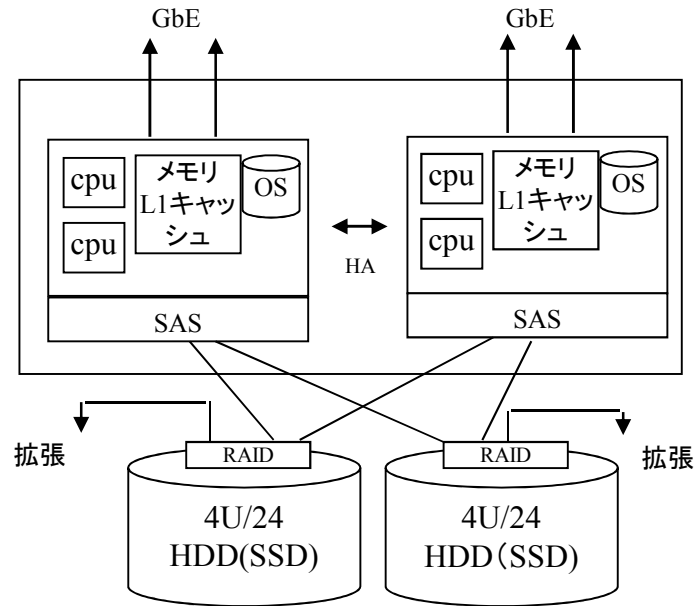 GbE
GbE
cpu
cpu
メモリ
L1キャッ
シュ
OS
SAS
HA
cpu
cpu
メモリ
L1キャッ
シュ
OS
SAS
拡張
RAID
4U/24
HDD(SSD)
RAID
4U/24
HDD（SSD)
拡張